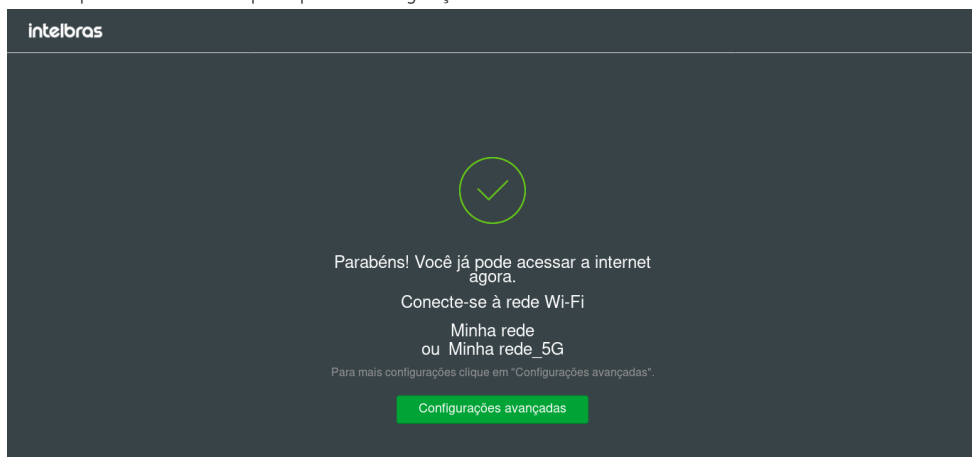 intelbras
Parabéns! Você já pode acessar a internet
agora.
Conecte-se à rede Wi-Fi
Minha rede
ou Minha rede_5G
Para mais configurações clique em "Configurações avançadas".
Configurações avançadas